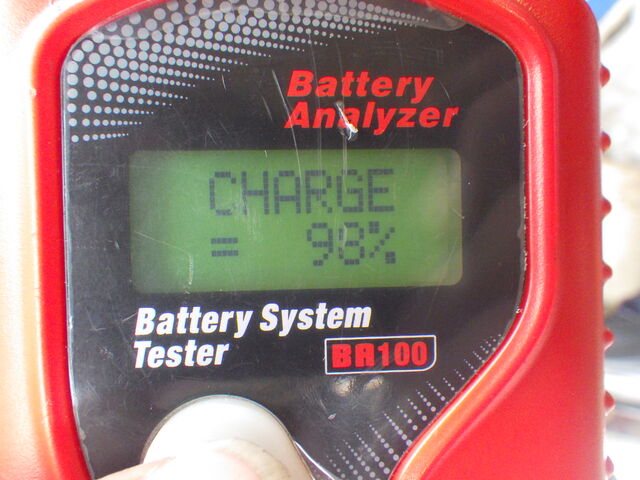 Battery
Analyzer
CHARGE
= 98%
Battery System
Tester
BR100